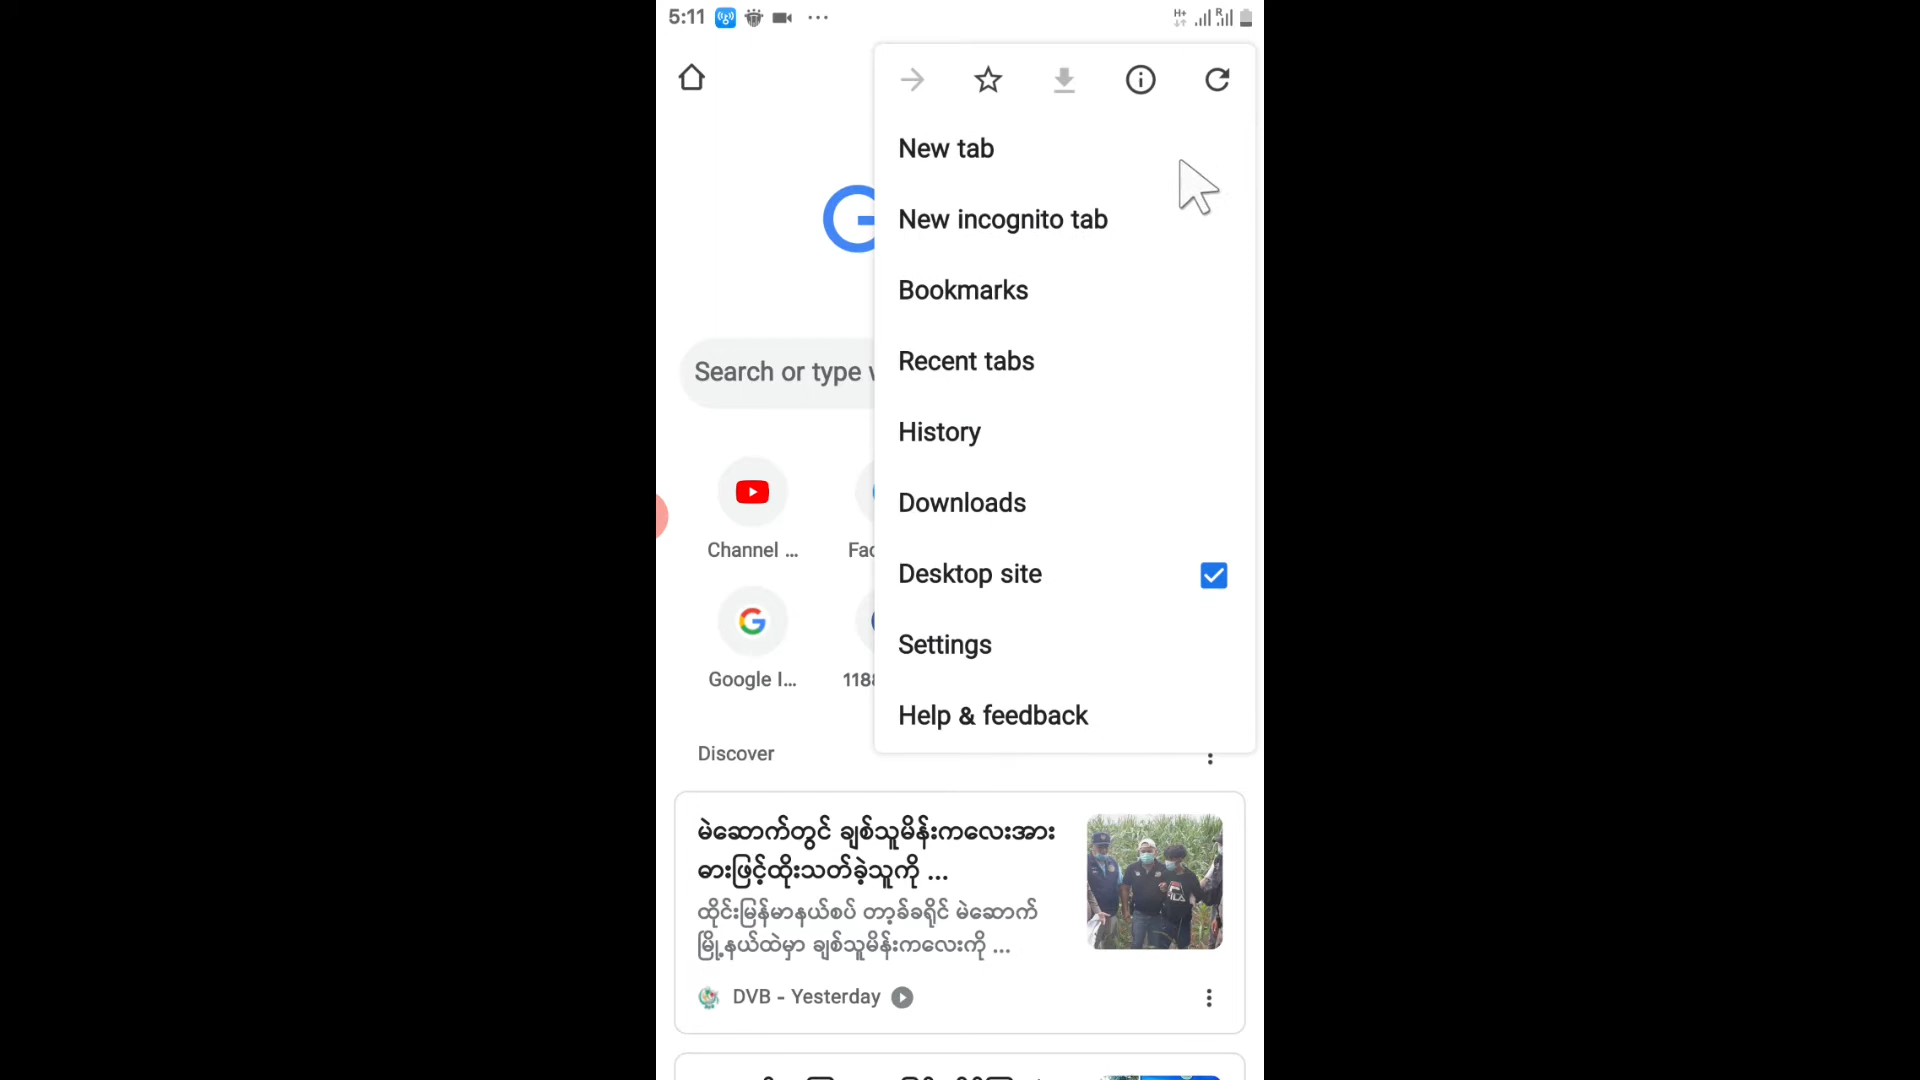 5:11
H+ R
New tab
New incognito tab
Bookmarks
Search or type
Recent tabs
History
Downloads
Channel ...
Desktop site
Settings
Google I...
118
Help & feedback
Discover
မဲဆောက်တွင် ချစ်သူမိန်းကလေးအား
ဓားဖြင့်ထိုးသတ်ခဲ့သူကို ...
ထိုင်းမြန်မာနယ်စပ် တာ့ခ်ခရိုင် မဲဆောက်
မြို့နယ်ထဲမှာ ချစ်သူမိန်းကလေးကို ...
DVB - Yesterday